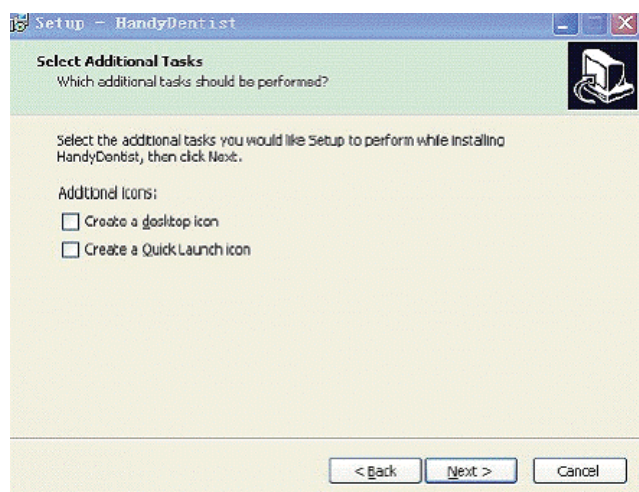 Setup - HandyDentist
Select Additional Tasks
Which additional tasks should be performed?
Select the additional tasks you would like Setup to perform while installing
HandyDentist, then click Next.
Additional icons:
Create a desktop icon
Create a Quick Launch icon
< Back
Next >
Cancel